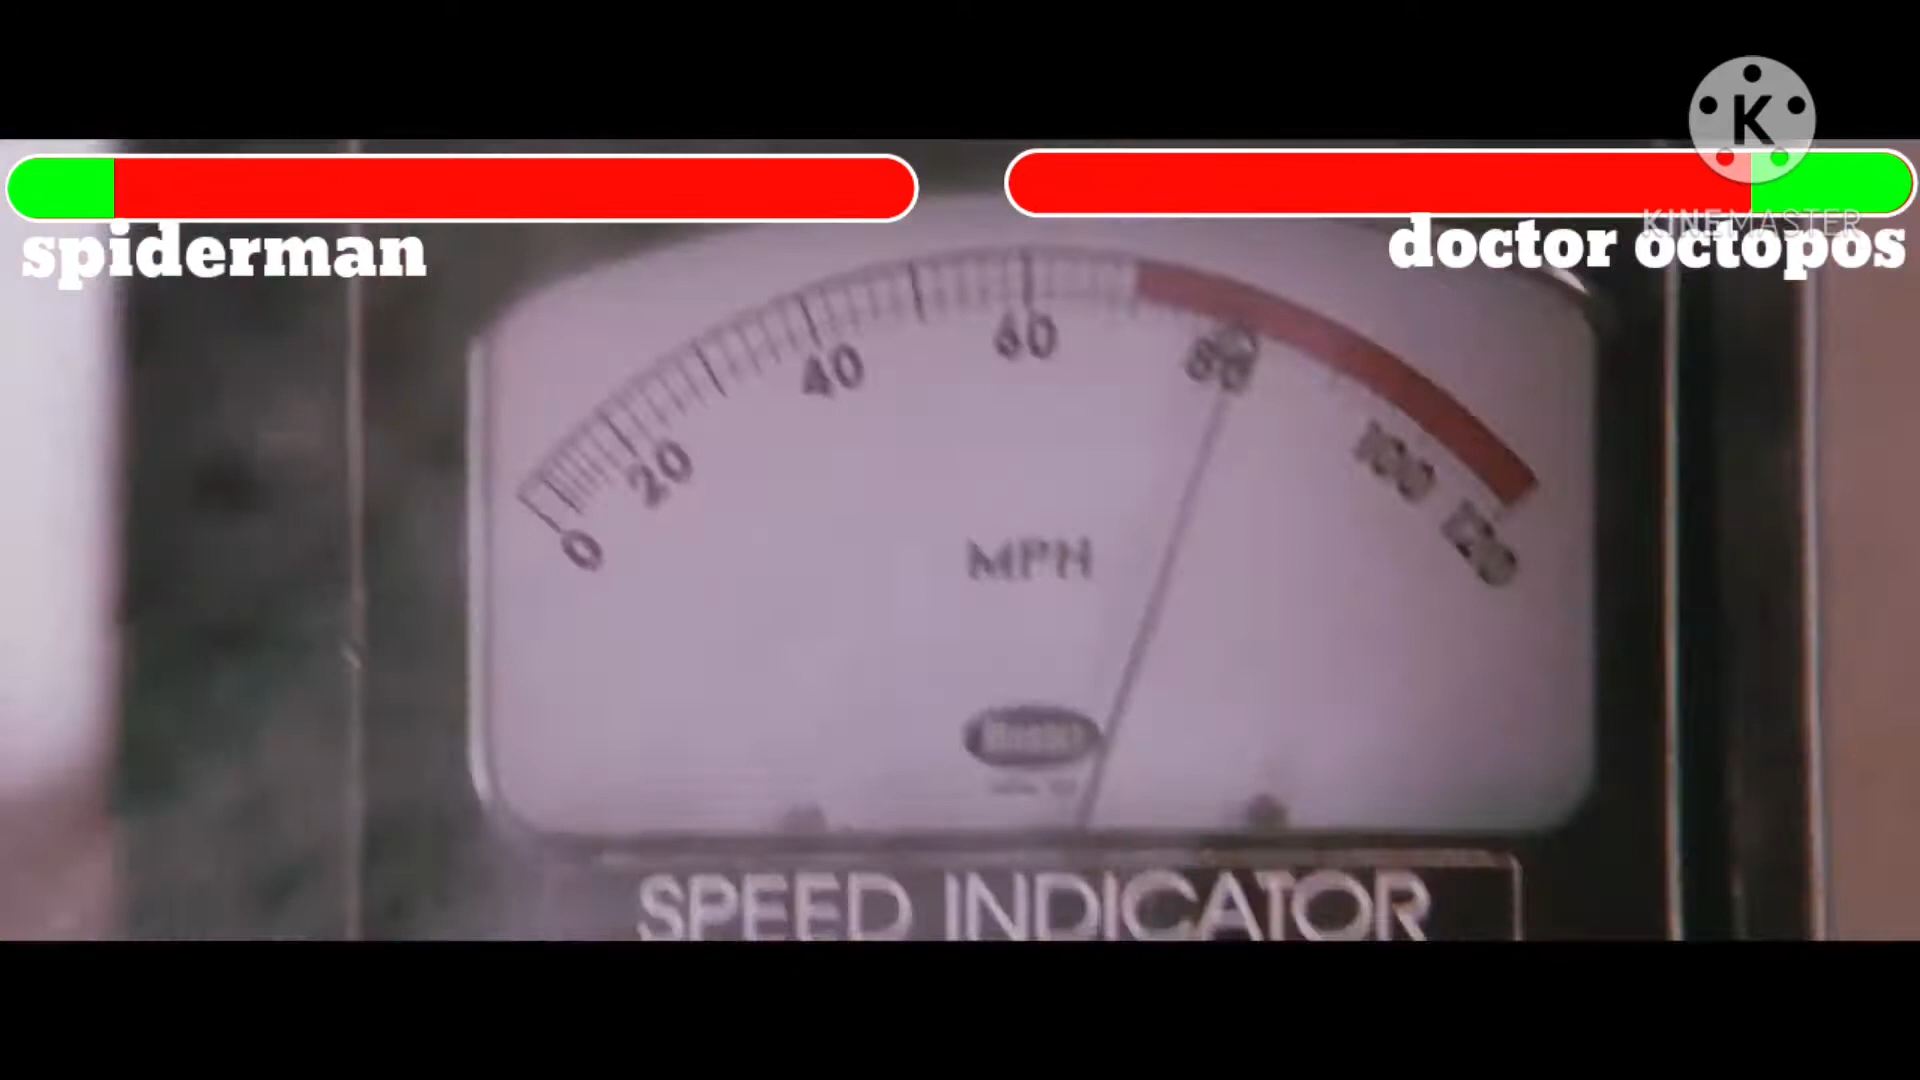 K
KINEMASTER
spiderman
doctor octopos
0 20 40 60 80 100 120
MPH
SPEED INDICATOR